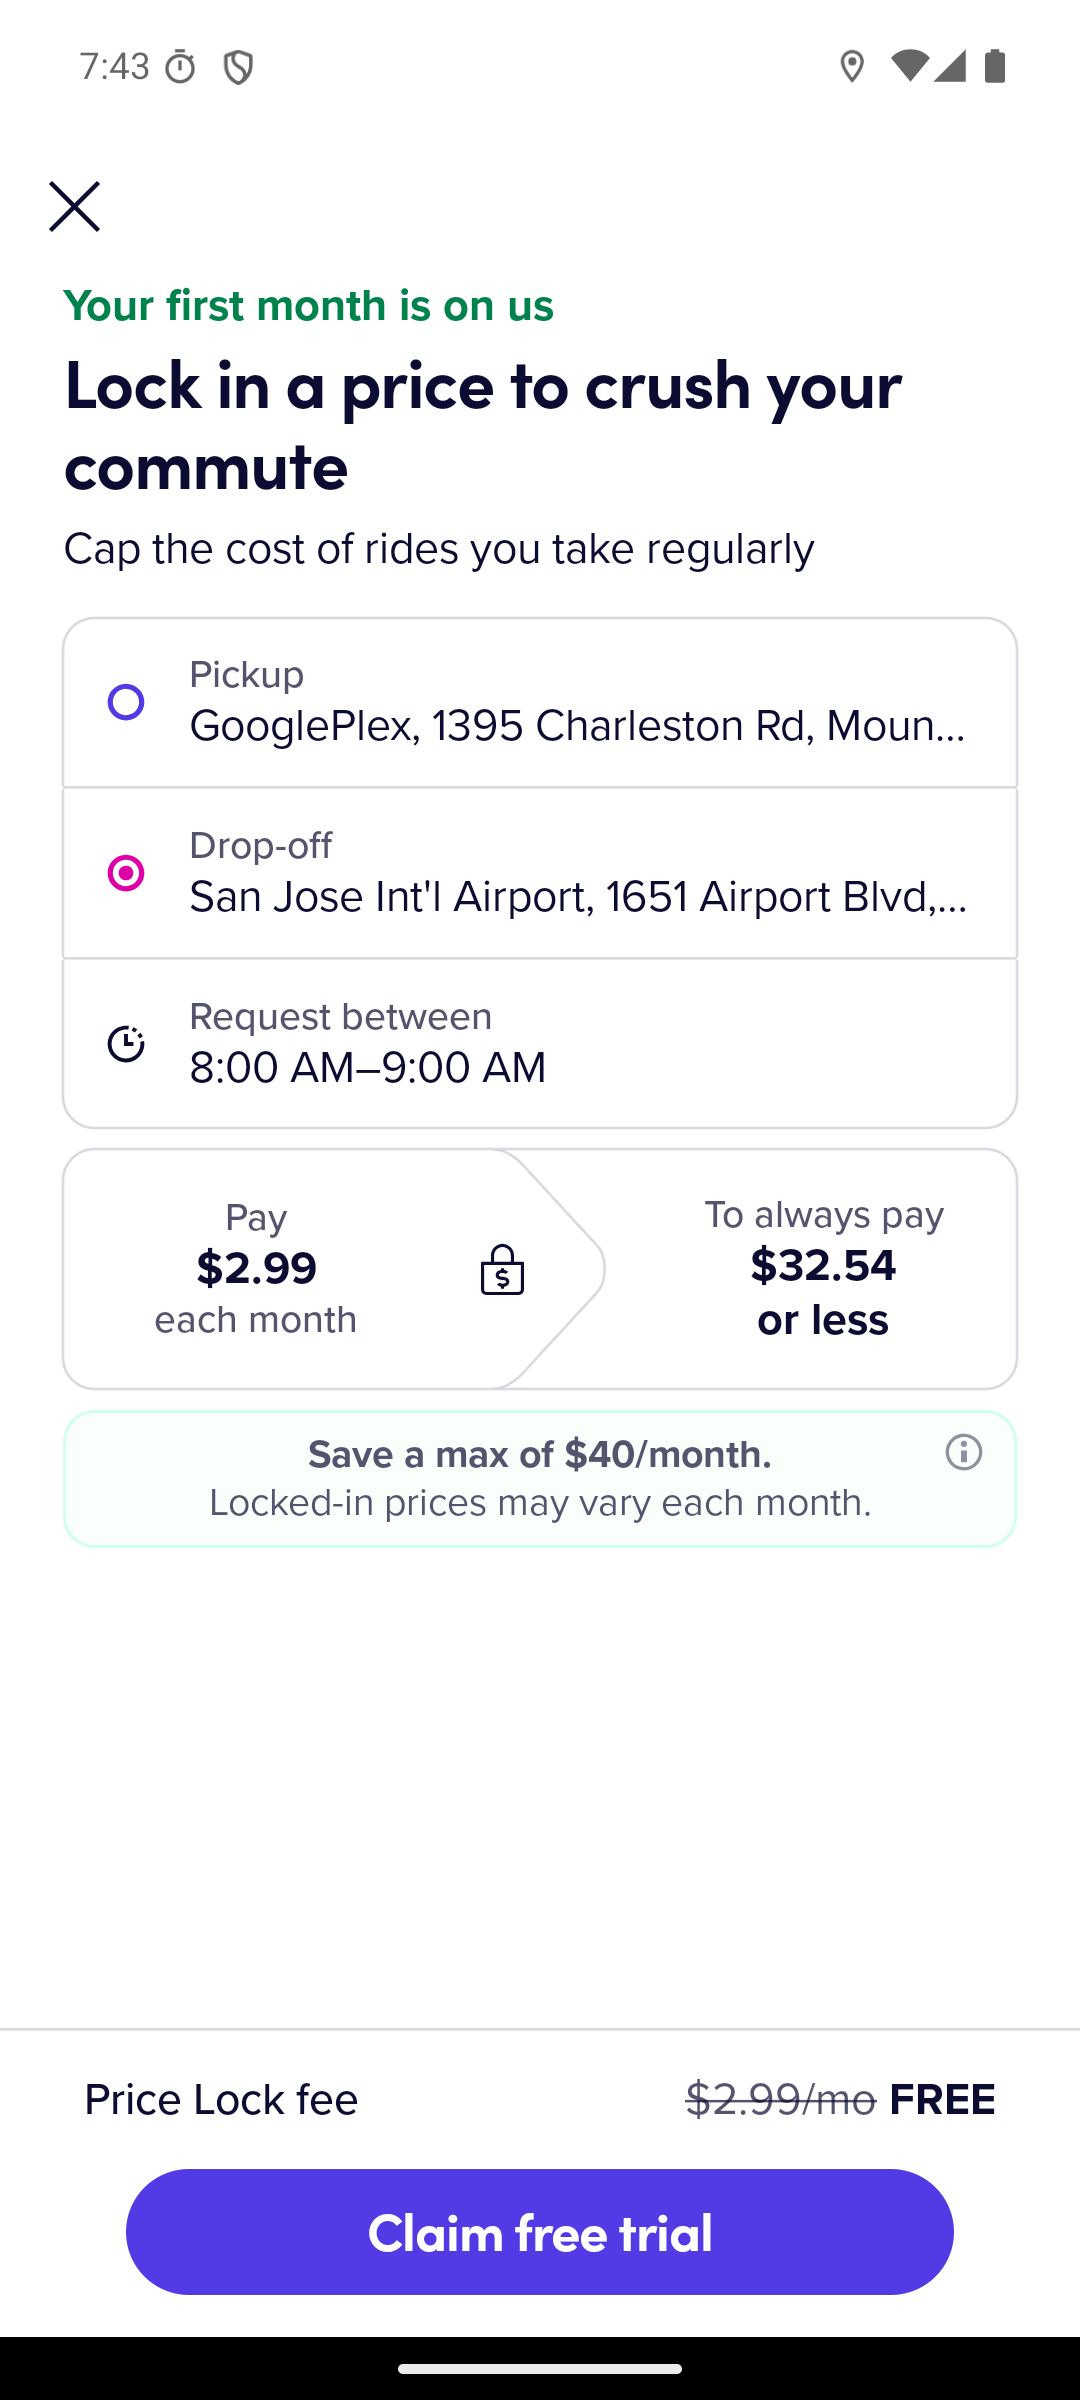 7:43
Your first month is on us
Lock in a price to crush your
commute
Cap the cost of rides you take regularly
Pickup
GooglePlex, 1395 Charleston Rd, Moun...
Drop-off
San Jose Int'l Airport, 1651 Airport Blvd,...
Request between
8:00 AM–9:00 AM
Pay
$2.99
each month
To always pay
$32.54
or less
Save a max of $40/month.
Locked-in prices may vary each month.
Price Lock fee
$2.99/mo FREE
Claim free trial